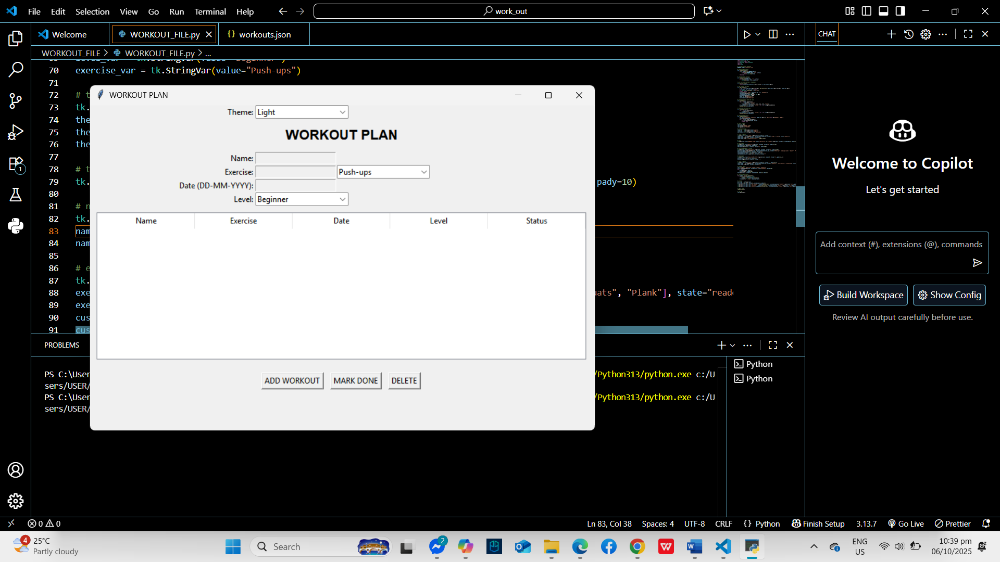 File Edit Selection View Go Run Terminal Help
work_out
Welcome
WORKOUT_FILE.py
{} workouts.json
CHAT
WORKOUT_FILE > WORKOUT_FILE.py > ...
70 exercise_var = tk.StringVar(value="Push-ups")
71
72 # t
73 tk.
74 the
75 the
76 the
77
78 # t
79 tk. pady=10)
80
81 # n
82 tk.
83 nam
84 nam
85
86 # e
87 tk.
88 exe uats", "Plank"], state="reado
89 exe
90 cus
91 cus
WORKOUT PLAN
Theme: Light
WORKOUT PLAN
Name:
Exercise: Push-ups
Date (DD-MM-YYYY):
Level: Beginner
Name Exercise Date Level Status
ADD WORKOUT MARK DONE DELETE
Welcome to Copilot
Let's get started
Add context (#), extensions (@), commands
Build Workspace Show Config
Review AI output carefully before use.
PROBLEMS
PS C:\User /Python313/python.exe c:/U
sers/USER/
PS C:\User /Python313/python.exe c:/U
sers/USER/
Python
Python
1
0 0
Ln 83, Col 38 Spaces: 4 UTF-8 CRLF {} Python Finish Setup 3.13.7 Go Live Prettier
4
25°C
Partly cloudy
Search
2
W
ENG
US
10:39 pm
06/10/2025